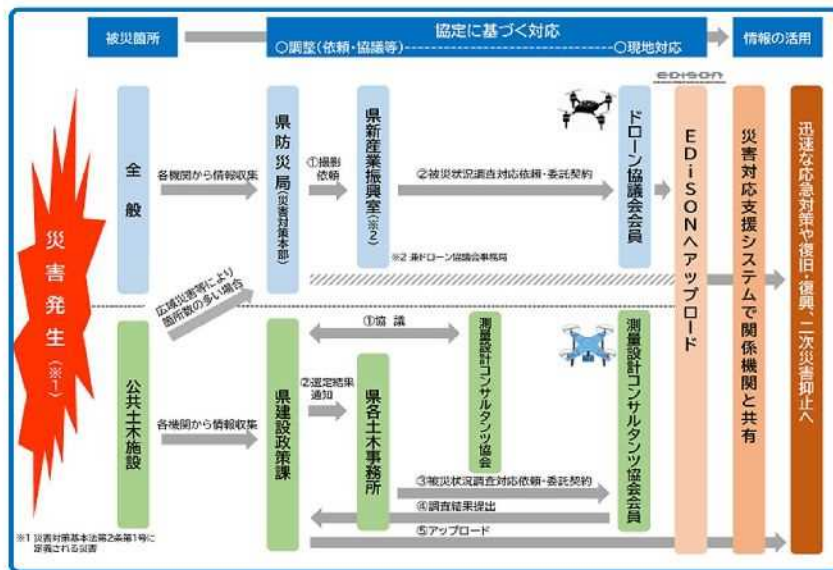 被災箇所
協定に基づく対応
○調整(依頼・協議等)
○現地対応
情報の活用
EDiSON
災害発生(※1)
全般
各機関から情報収集
県防災局(災害対策本部)
①撮影
依頼
県新産業振興室(※2)
②被災状況調査対応依頼・委託契約
ドローン協議会会員
※2 兼ドローン協議会事務局
広域災害等により
箇所数の多い場合
公共土木施設
各機関から情報収集
県建設政策課
①協 議
②選定結果
通知
県各土木事務所
測量設計コンサルタンツ協会
測量設計コンサルタンツ協会会員
③被災状況調査対応依頼・委託契約
④調査結果提出
⑤アップロード
EDiSONへアップロード
災害対応支援システムで関係機関と共有
迅速な応急対策や復旧・復興、二次災害抑止へ
※1 災害対策基本法第2条第1号に
定義される災害